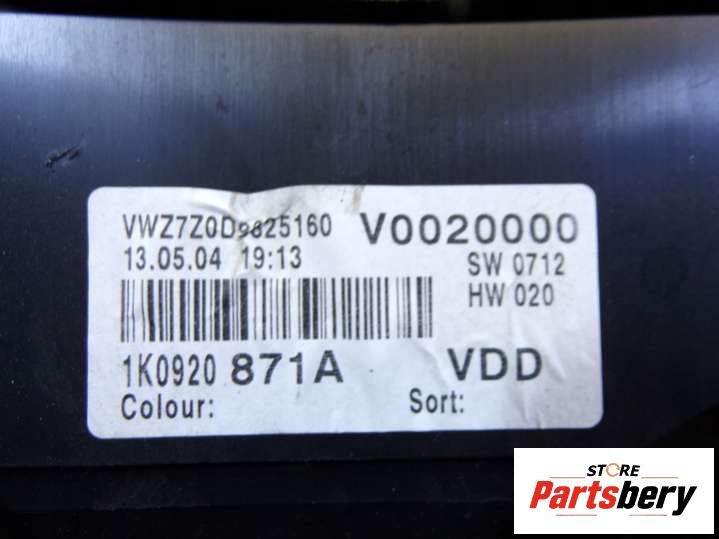 VWZ7Z0D9825160 V0020000
13.05.04 19:13 SW 0712
HW 020
1K0920 871A VDD
Colour: Sort:
STORE
Partsbery